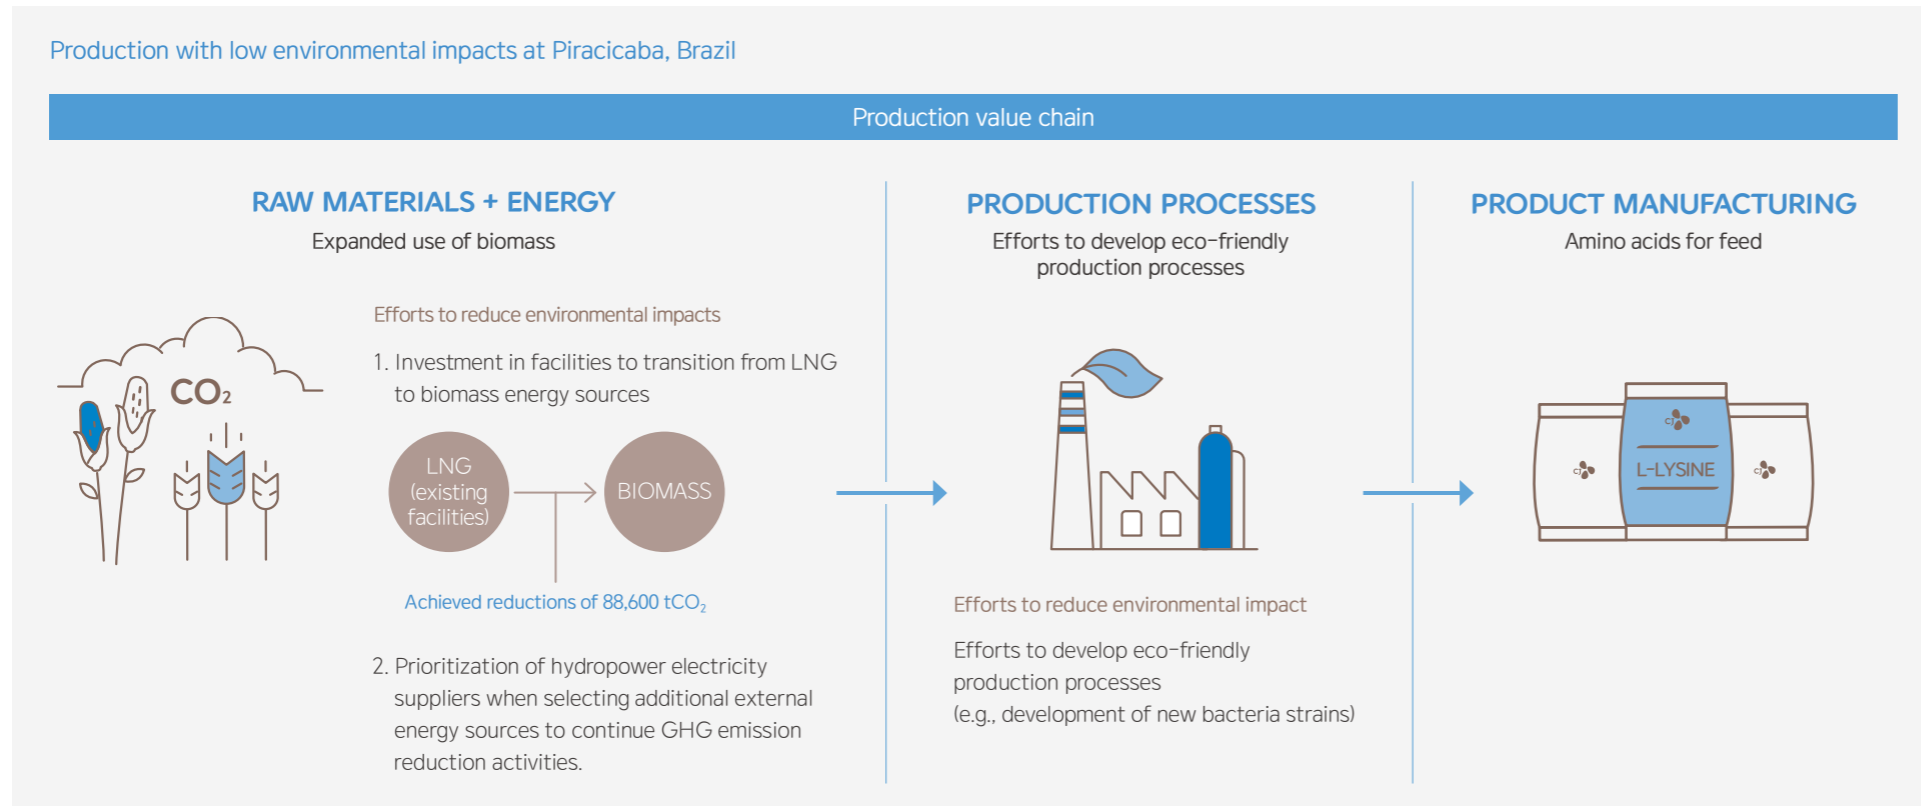 Production with low environmental impacts at Piracicaba, Brazil
Production value chain
RAW MATERIALS + ENERGY
Expanded use of biomass
CO₂
Efforts to reduce environmental impacts
1. Investment in facilities to transition from LNG
to biomass energy sources
LNG
(existing
facilities)
BIOMASS
Achieved reductions of 88,600 tCO₂
2. Prioritization of hydropower electricity
suppliers when selecting additional external
energy sources to continue GHG emission
reduction activities.
PRODUCTION PROCESSES
Efforts to develop eco-friendly
production processes
Efforts to reduce environmental impact
Efforts to develop eco-friendly
production processes
(e.g., development of new bacteria strains)
PRODUCT MANUFACTURING
Amino acids for feed
CJ
CJ
L-LYSINE
CJ